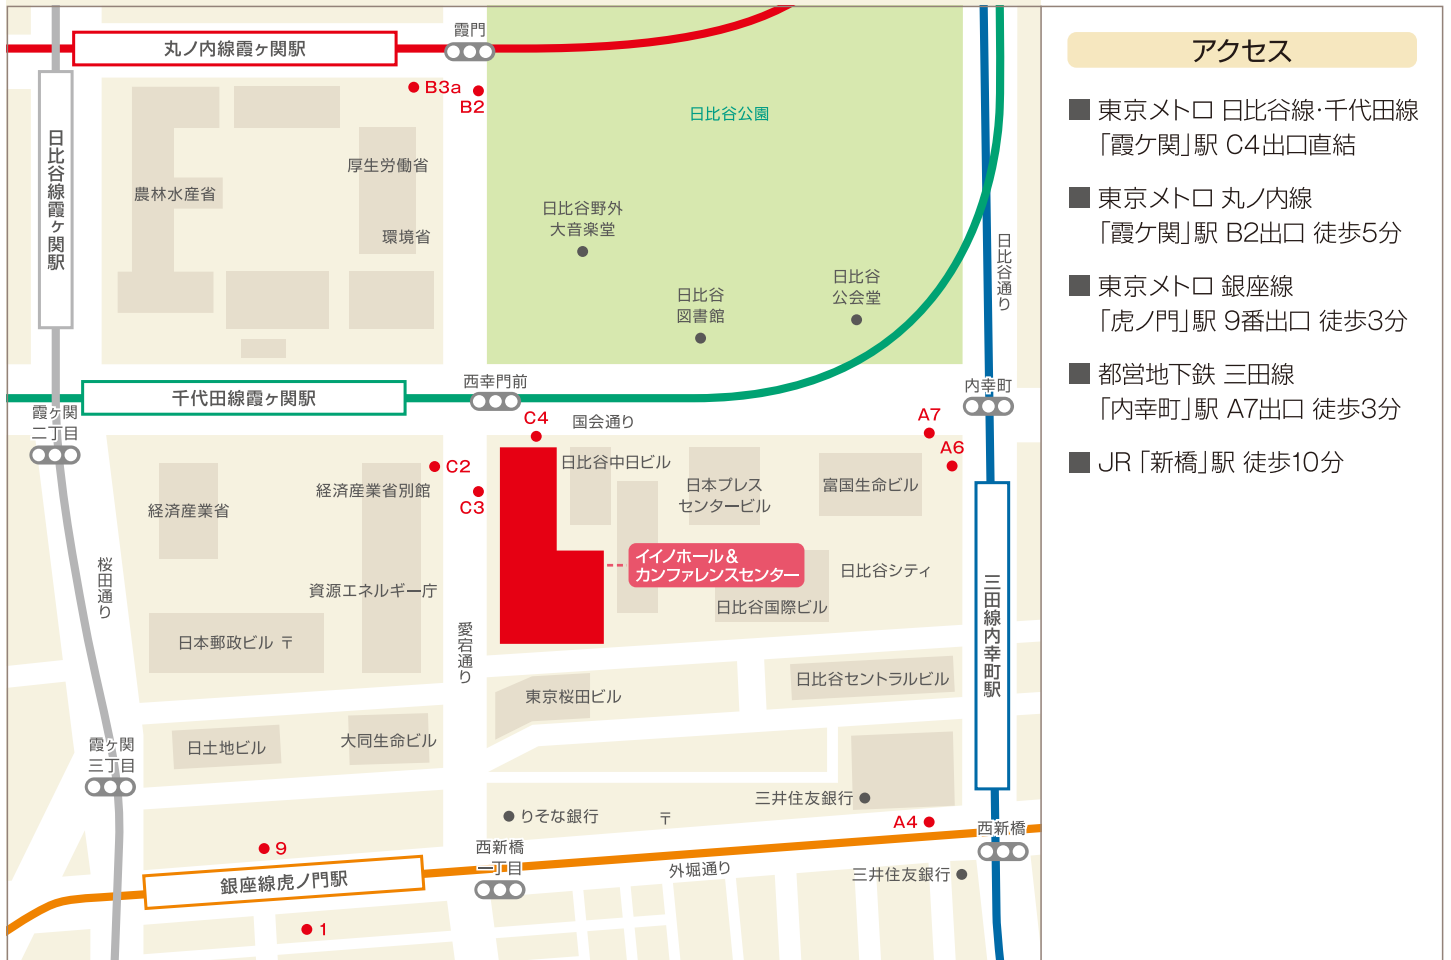 霞門
丸ノ内線霞ヶ関駅
B3a
B2
日比谷公園
日比谷線霞ヶ関駅
厚生労働省
農林水産省
環境省
日比谷野外
大音楽堂
日比谷
公会堂
日比谷
図書館
日比谷通り
西幸門前
内幸町
千代田線霞ヶ関駅
霞ヶ関
二丁目
C4
国会通り
A7
A6
C2
C3
日比谷中日ビル
経済産業省別館
経済産業省
日本プレス
センタービル
富国生命ビル
イイノホール&
カンファレンスセンター
日比谷シティ
桜田通り
資源エネルギー庁
日比谷国際ビル
三田線内幸町駅
日本郵政ビル 〒
愛宕通り
東京桜田ビル
日比谷セントラルビル
日土地ビル
大同生命ビル
霞ヶ関
三丁目
三井住友銀行
りそな銀行
〒
A4
西新橋
9
西新橋
一丁目
外堀通り
三井住友銀行
銀座線虎ノ門駅
1
アクセス
■ 東京メトロ 日比谷線・千代田線
「霞ケ関」駅 C4出口直結
■ 東京メトロ 丸ノ内線
「霞ケ関」駅 B2出口 徒歩5分
■ 東京メトロ 銀座線
「虎ノ門」駅 9番出口 徒歩3分
■ 都営地下鉄 三田線
「内幸町」駅 A7出口 徒歩3分
■ JR「新橋」駅 徒歩10分